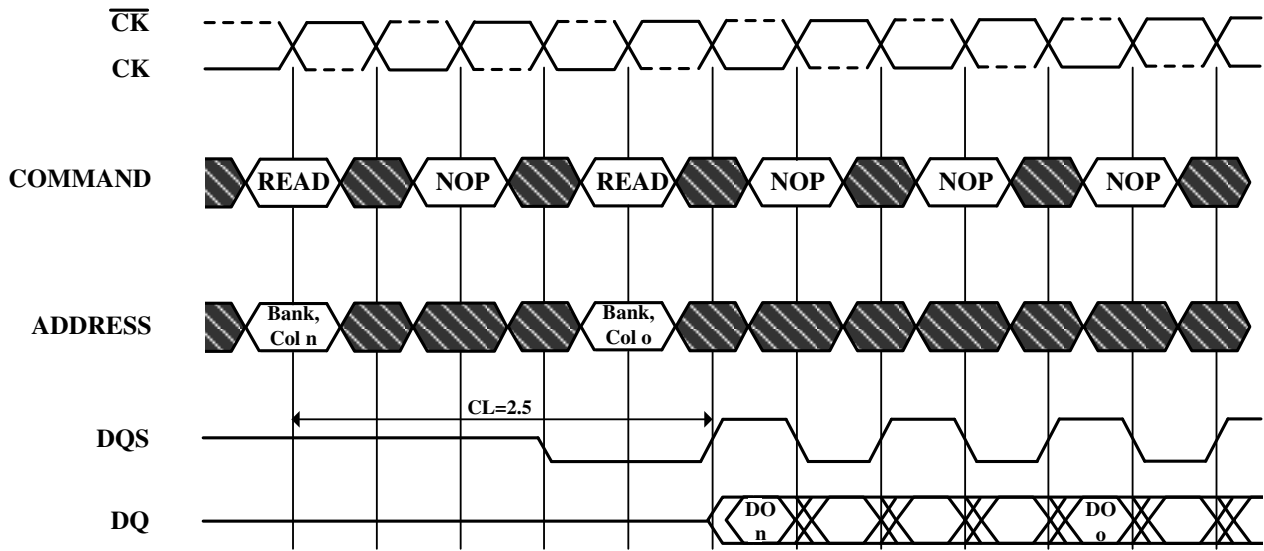 CK
CK
COMMAND
READ
NOP
READ
NOP
NOP
NOP
ADDRESS
Bank,
Col n
Bank,
Col o
CL=2.5
DQS
DQ
DO
n
DO
o